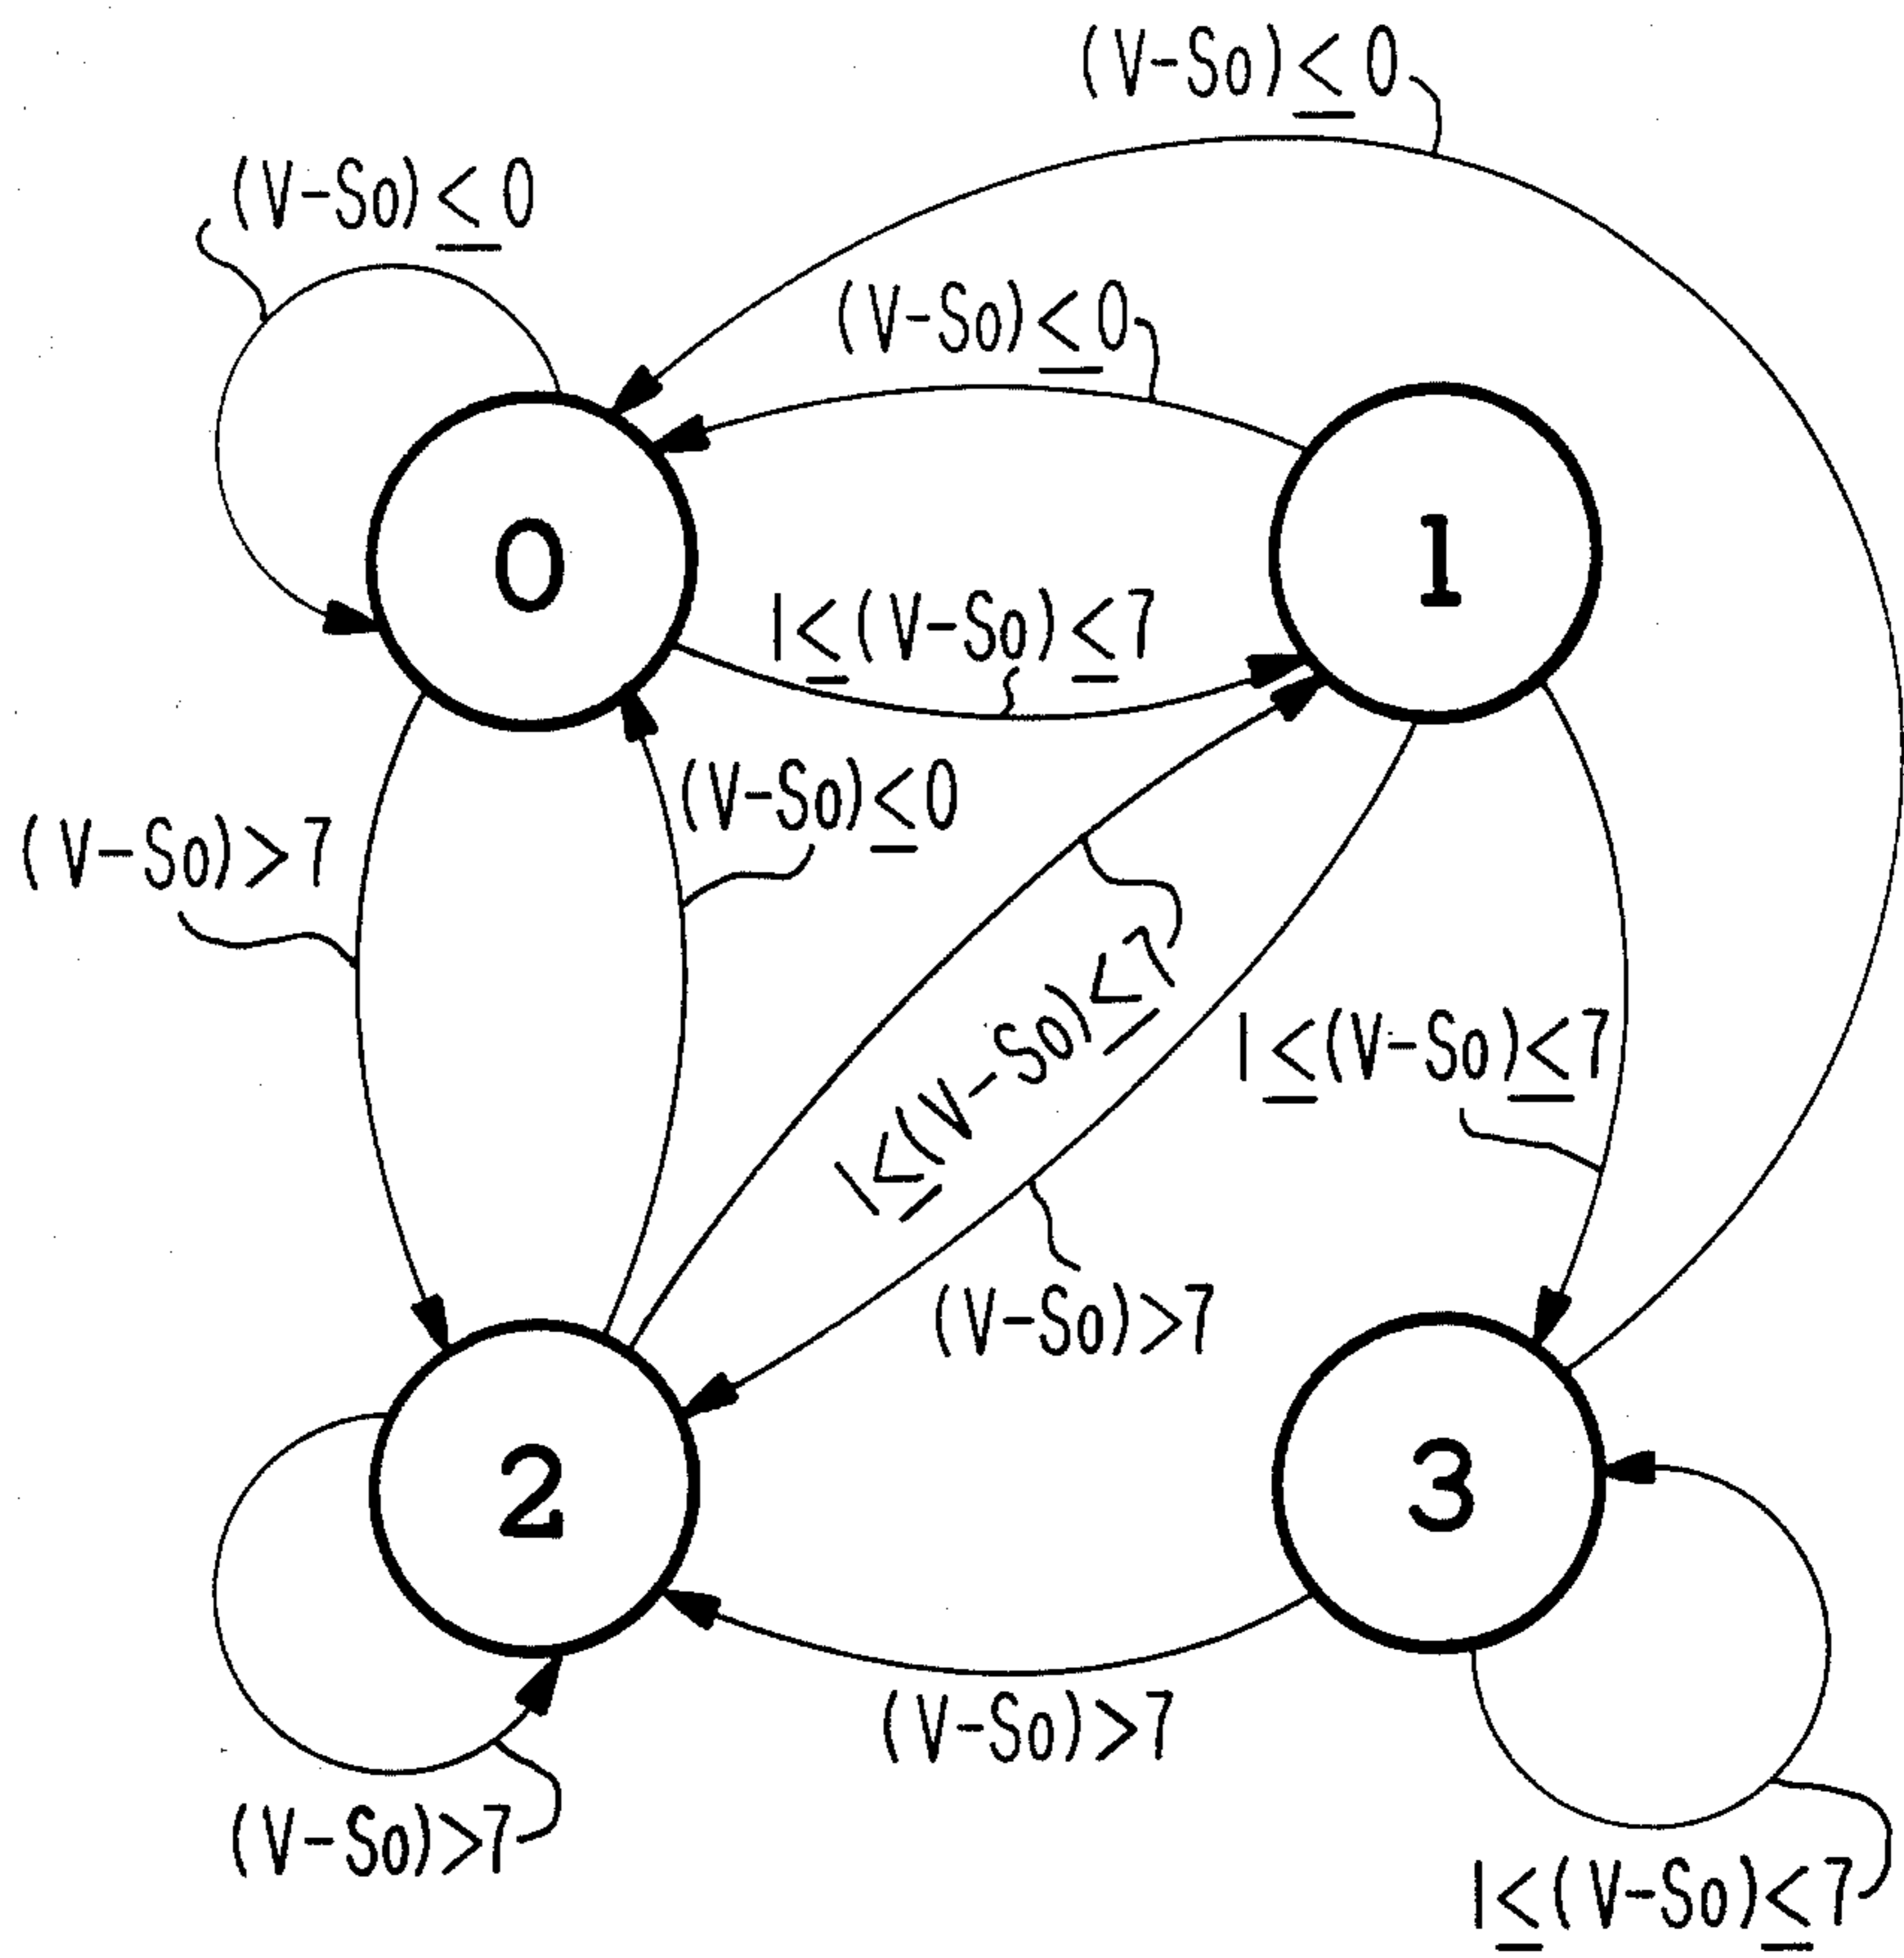 (V-So) ≤ 0
(V-So) ≤ 0
(V-So) ≤ 0
0
1
1 ≤ (V-So) ≤ 7
(V-So) ≤ 0
(V-So) > 7
1 ≤ (V-So) ≤ 7
1 ≤ (V-So) ≤ 7
(V-So) > 7
2
3
(V-So) > 7
(V-So) > 7
1 ≤ (V-So) ≤ 7